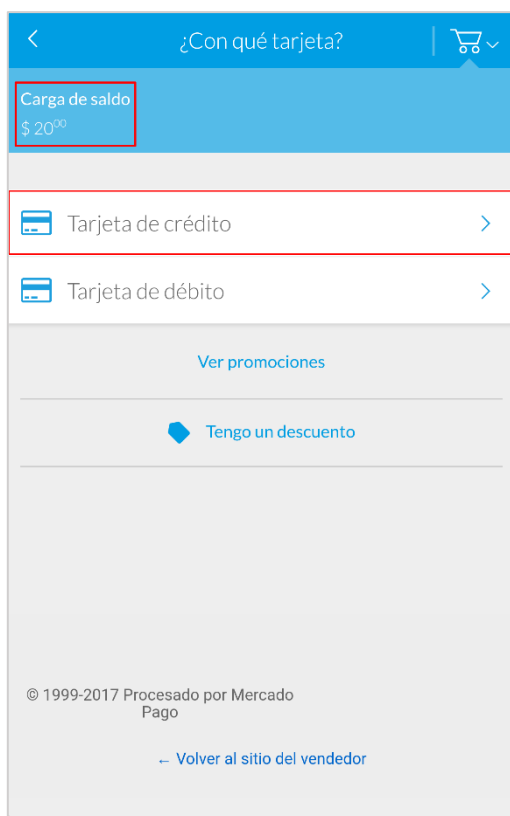 ¿Con qué tarjeta?
Carga de saldo
$ 20⁰⁰
Tarjeta de crédito
Tarjeta de débito
Ver promociones
Tengo un descuento
© 1999-2017 Procesado por Mercado
Pago
← Volver al sitio del vendedor